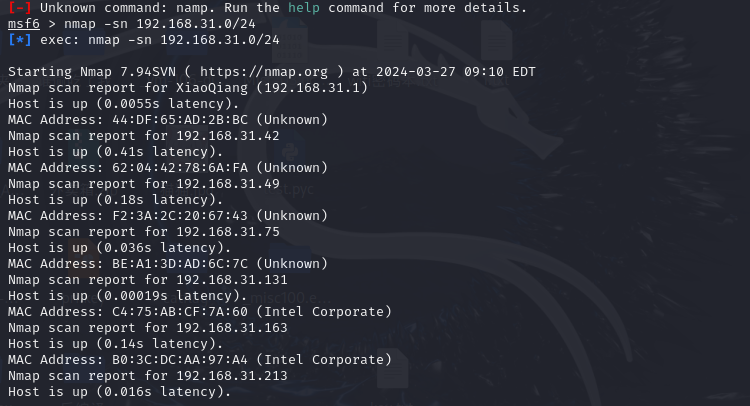 [-] Unknown command: namp. Run the help command for more details.
msf6 > nmap -sn 192.168.31.0/24
[*] exec: nmap -sn 192.168.31.0/24
Starting Nmap 7.94SVN ( https://nmap.org ) at 2024-03-27 09:10 EDT
Nmap scan report for XiaoQiang (192.168.31.1)
Host is up (0.0055s latency).
MAC Address: 44:DF:65:AD:2B:BC (Unknown)
Nmap scan report for 192.168.31.42
Host is up (0.41s latency).
MAC Address: 62:04:42:78:6A:FA (Unknown)
Nmap scan report for 192.168.31.49
Host is up (0.18s latency).
MAC Address: F2:3A:2C:20:67:43 (Unknown)
Nmap scan report for 192.168.31.75
Host is up (0.036s latency).
MAC Address: BE:A1:3D:AD:6C:7C (Unknown)
Nmap scan report for 192.168.31.131
Host is up (0.00019s latency).
MAC Address: C4:75:AB:CF:7A:60 (Intel Corporate)
Nmap scan report for 192.168.31.163
Host is up (0.14s latency).
MAC Address: B0:3C:DC:AA:97:A4 (Intel Corporate)
Nmap scan report for 192.168.31.213
Host is up (0.016s latency).